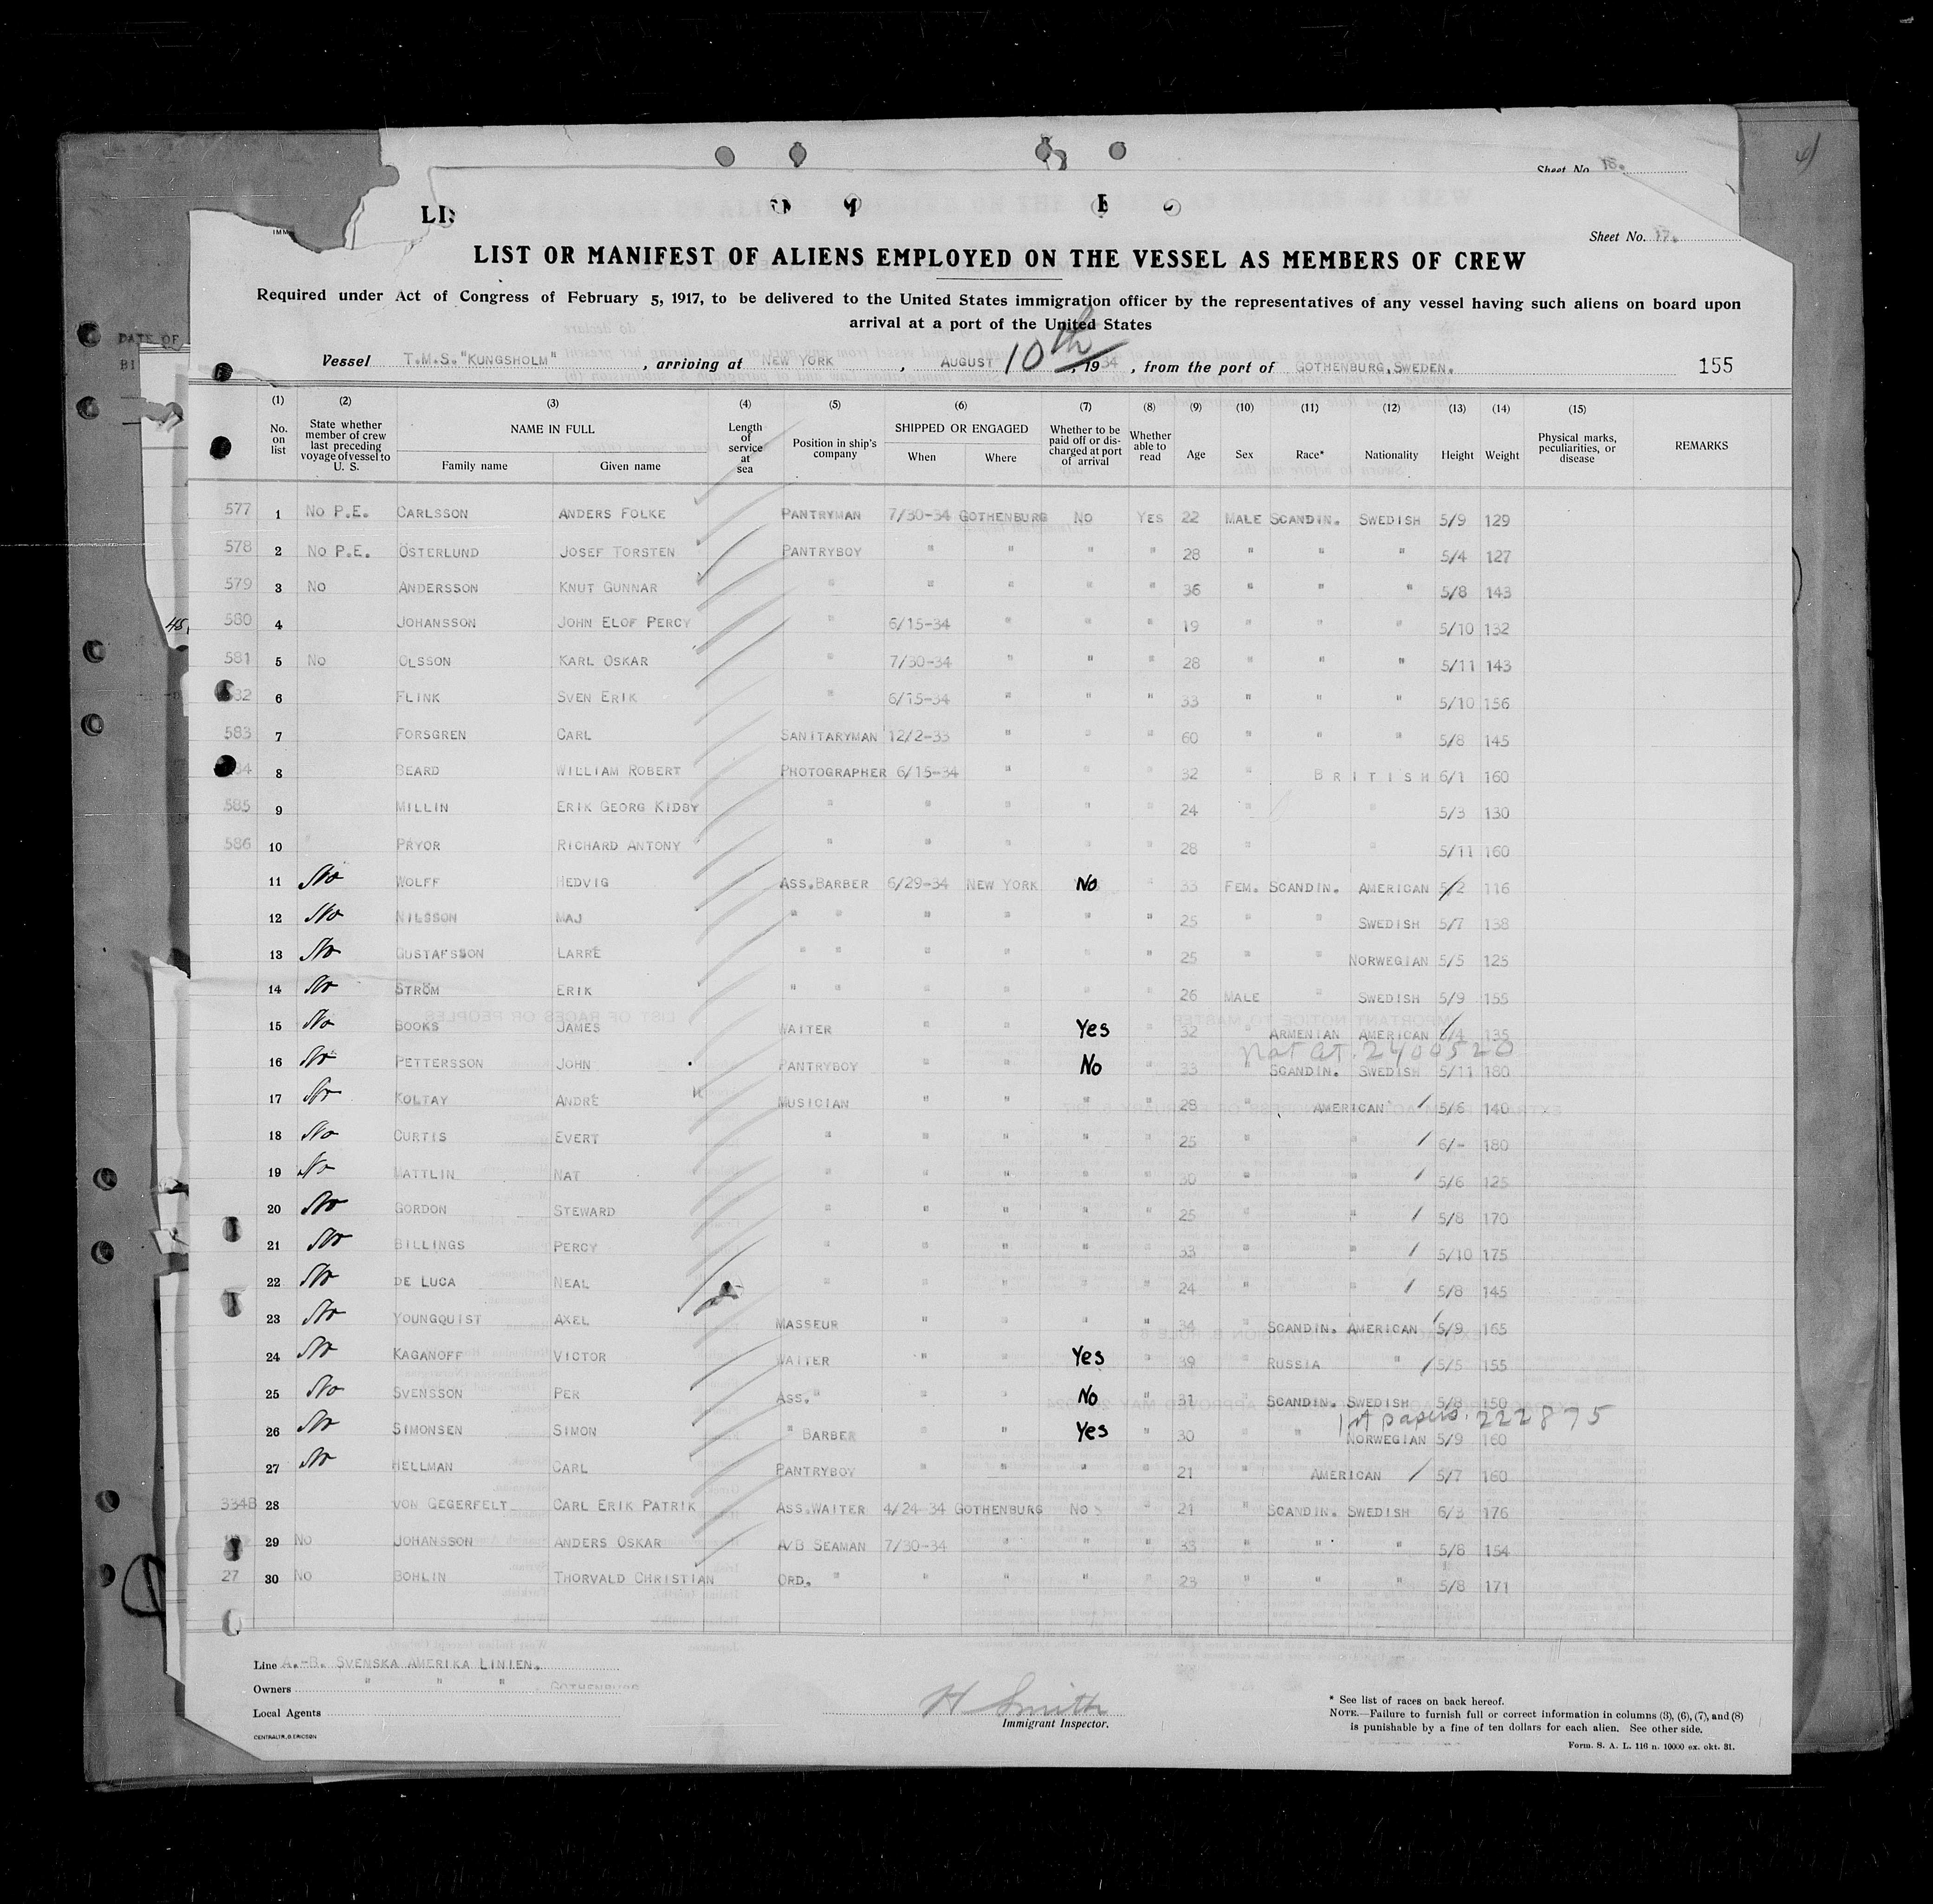 Sheet No. 18.
Sheet No. 17.
LIST OR MANIFEST OF ALIENS EMPLOYED ON THE VESSEL AS MEMBERS OF CREW
Required under Act of Congress of February 5, 1917, to be delivered to the United States immigration officer by the representatives of any vessel having such aliens on board upon
arrival at a port of the United States
Vessel T.M.S. "KUNGSHOLM", arriving at NEW YORK, AUGUST 10th, 1934, from the port of GOTHENBURG, SWEDEN. 155
(1) (2) (3) (4) (5) (6) (7) (8) (9) (10) (11) (12) (13) (14) (15)
No. on list
State whether member of crew last preceding voyage of vessel to U. S.
NAME IN FULL
Family name Given name
Length of service at sea
Position in ship's company
SHIPPED OR ENGAGED
When Where
Whether to be paid off or discharged at port of arrival
Whether able to read
Age Sex Race* Nationality Height Weight
Physical marks, peculiarities, or disease
REMARKS
577 1 NO P.E. CARLSSON ANDERS FOLKE PANTRYMAN 7/30-34 GOTHENBURG NO YES 22 MALE SCANDIN. SWEDISH 5/9 129
578 2 NO P.E. ÖSTERLUND JOSEF TORSTEN PANTRYBOY " " " " 28 " " " 5/4 127
579 3 NO ANDERSSON KNUT GUNNAR " " " " " 36 " " " 5/8 143
580 4 JOHANSSON JOHN ELOF PERCY " 6/15-34 " " " 19 " " " 5/10 132
581 5 NO OLSSON KARL OSKAR " 7/30-34 " " " 28 " " " 5/11 143
32 6 FLINK SVEN ERIK " 6/15-34 " " " 33 " " " 5/10 156
583 7 FORSGREN CARL SANITARYMAN 12/2-33 " " " 60 " " " 5/8 145
84 8 BEARD WILLIAM ROBERT PHOTOGRAPHER 6/15-34 " " " 32 " BRITISH 6/1 160
585 9 MILLIN ERIK GEORG KIDBY " " " " " 24 " " 5/3 130
586 10 PRYOR RICHARD ANTONY " " " " " 28 " " 5/11 160
11 No WOLFF HEDVIG ASS.BARBER 6/29-34 NEW YORK No " 33 FEM. SCANDIN. AMERICAN 5/2 116
12 No NILSSON MAJ " " " " " " 25 " " SWEDISH 5/7 138
13 No GUSTAFSSON LARRÉ " " " " " " 25 " " NORWEGIAN 5/5 125
14 No STRÖM ERIK " " " " " " 26 MALE " SWEDISH 5/9 155
15 No BOOKS JAMES WAITER " " Yes " 32 " ARMENIAN AMERICAN 5/4 135
Nat Ct. 2400520
16 No PETTERSSON JOHN PANTRYBOY " " No " 33 " SCANDIN. SWEDISH 5/11 180
17 No KOLTAY ANDRÉ MUSICIAN " " " " 28 " AMERICAN 5/6 140
18 No CURTIS EVERT " " " " " 25 " " 6/- 180
19 No MATTLIN NAT " " " " " 30 " " 5/6 125
20 No GORDON STEWARD " " " " " 25 " " 5/8 170
21 No BILLINGS PERCY " " " " " 33 " " 5/10 175
22 No DE LUCA NEAL " " " " " 24 " " 5/8 145
23 No YOUNGQUIST AXEL MASSEUR " " " " 34 " SCANDIN. AMERICAN 5/9 165
24 No KAGANOFF VICTOR WAITER " " Yes " 39 " RUSSIA " 5/5 155
25 No SVENSSON PER ASS. " " " No " 31 SCANDIN. SWEDISH 5/8 150
1st papers. 222875
26 No SIMONSEN SIMON " BARBER " " Yes " 30 " " NORWEGIAN 5/9 160
27 No HELLMAN CARL PANTRYBOY " " " " 21 " AMERICAN 5/7 160
334B 28 VON GEGERFELT CARL ERIK PATRIK ASS.WAITER 4/24-34 GOTHENBURG NO " 21 " SCANDIN. SWEDISH 6/3 176
29 NO JOHANSSON ANDERS OSKAR A/B SEAMAN 7/30-34 " " " 33 " " " 5/8 154
27 30 NO BOHLIN THORVALD CHRISTIAN ORD. " " " " " 23 " " " 5/8 171
Line A.-B. SVENSKA AMERIKA LINIEN.
Owners " " " . GOTHENBURG
Local Agents
CENTRALTR. G. ERICSON
H Smith
Immigrant Inspector.
* See list of races on back hereof.
NOTE.—Failure to furnish full or correct information in columns (3), (6), (7), and (8)
is punishable by a fine of ten dollars for each alien. See other side.
Form. S. A. L. 116 n. 10000 ex. okt. 31.